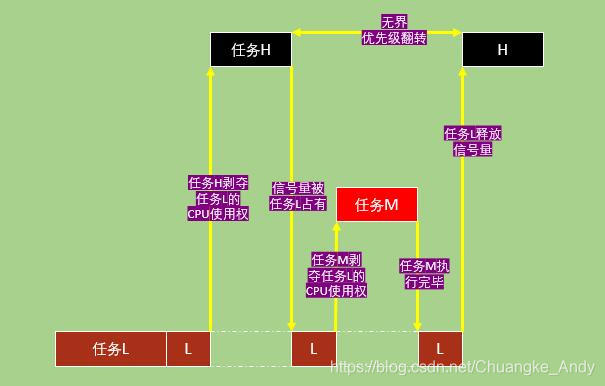 无界
优先级翻转
任务H
H
任务L释放
信号量
任务H剥夺
任务L的
CPU使用权
信号量被
任务L占有
任务M
任务M剥
夺任务L的
CPU使用权
任务M执
行完毕
任务L
L
L
L
https://blog.csdn.net/Chuangke_Andy